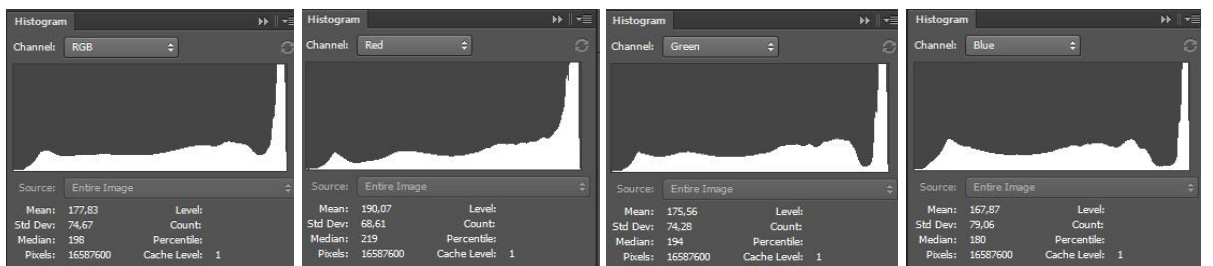 Histogram
Channel: RGB
Source: Entire Image
Mean: 177,83 Level:
Std Dev: 74,67 Count:
Median: 198 Percentile:
Pixels: 16587600 Cache Level: 1
Histogram
Channel: Red
Source: Entire Image
Mean: 190,07 Level:
Std Dev: 68,61 Count:
Median: 219 Percentile:
Pixels: 16587600 Cache Level: 1
Histogram
Channel: Green
Source: Entire Image
Mean: 175,56 Level:
Std Dev: 74,28 Count:
Median: 194 Percentile:
Pixels: 16587600 Cache Level: 1
Histogram
Channel: Blue
Source: Entire Image
Mean: 167,87 Level:
Std Dev: 79,06 Count:
Median: 180 Percentile:
Pixels: 16587600 Cache Level: 1